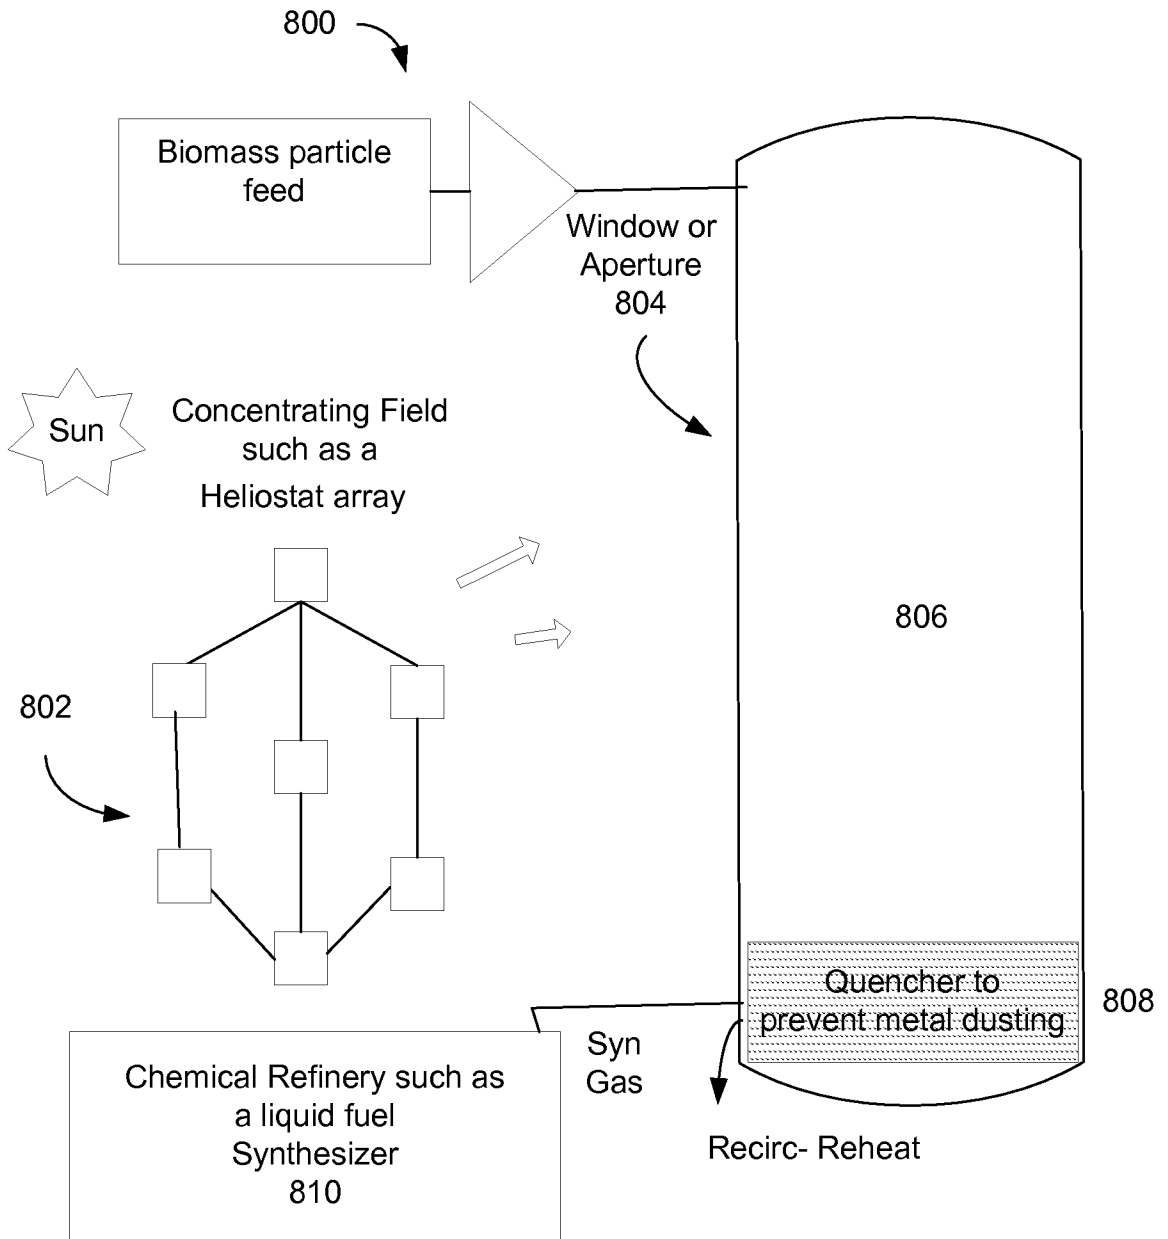 800
Biomass particle
feed
Window or
Aperture
804
Sun
Concentrating Field
such as a
Heliostat array
806
802
Quencher to
prevent metal dusting
808
Syn
Gas
Chemical Refinery such as
a liquid fuel
Synthesizer
810
Recirc- Reheat